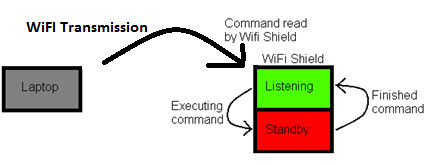 WiFI Transmission
Command read
by Wifi Shield
WiFi Shield
Laptop
Listening
Executing
command
Finished
command
Standby